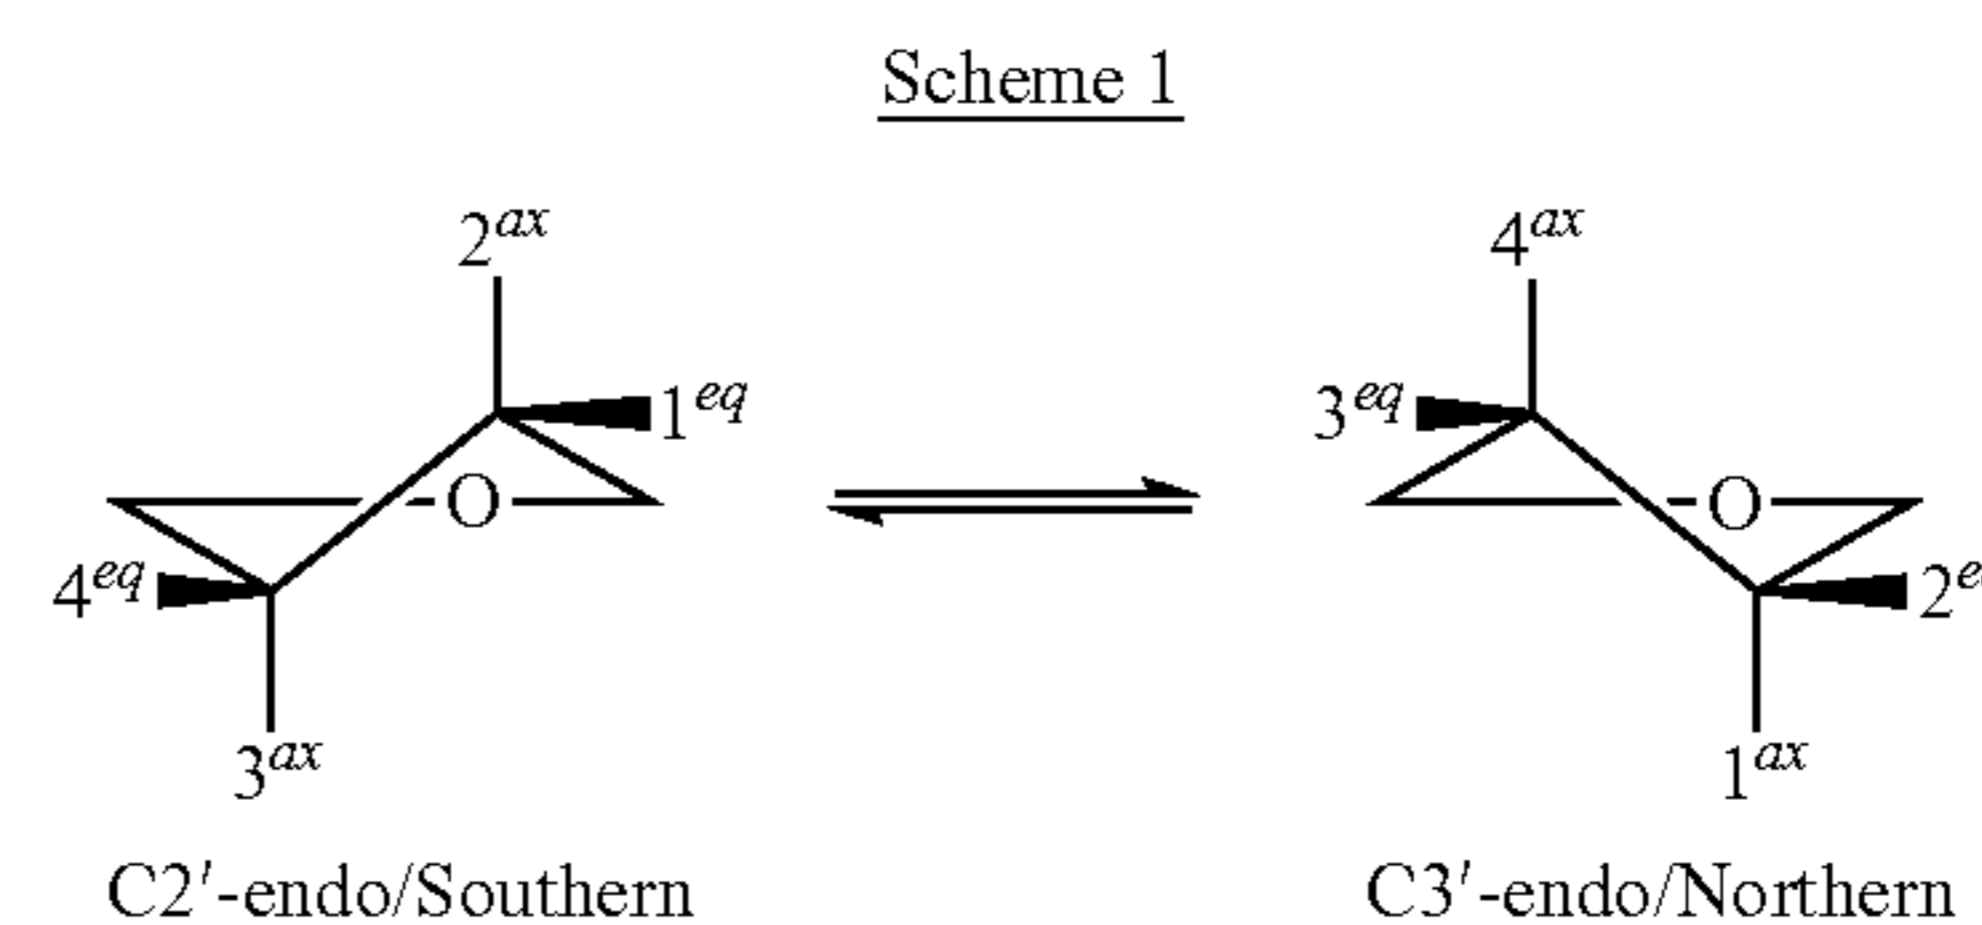 Scheme 1
2^{ax} 4^{ax}
1^{eq} 3^{eq}
O O
4^{eq} 2^{e
3^{ax} 1^{ax}
C2′-endo/Southern C3′-endo/Northern